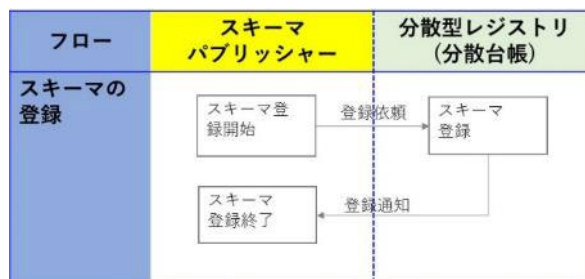 フロー
スキーマ
パブリッシャー
分散型レジストリ
(分散台帳)
スキーマの
登録
スキーマ登
録開始
登録依頼
スキーマ
登録
スキーマ
登録終了
登録通知